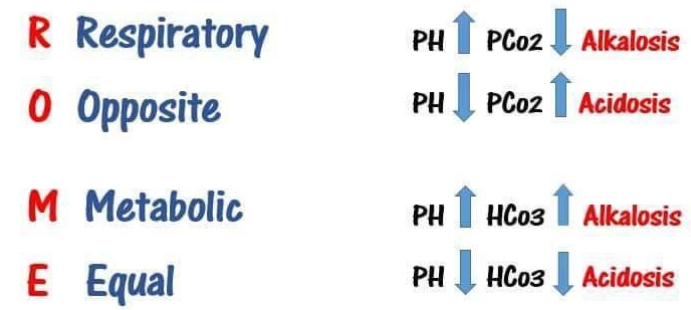 R Respiratory PH ↑ PCo2 ↓ Alkalosis
O Opposite PH ↓ PCo2 ↑ Acidosis
M Metabolic PH ↑ HCo3 ↑ Alkalosis
E Equal PH ↓ HCo3 ↓ Acidosis